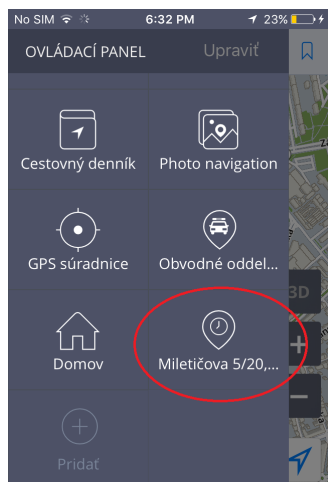 No SIM 6:32 PM 23%
OVLÁDACÍ PANEL Upraviť
Cestovný denník Photo navigation
GPS súradnice Obvodné oddel...
3D
Domov Miletičova 5/20,...
+
−
Pridať